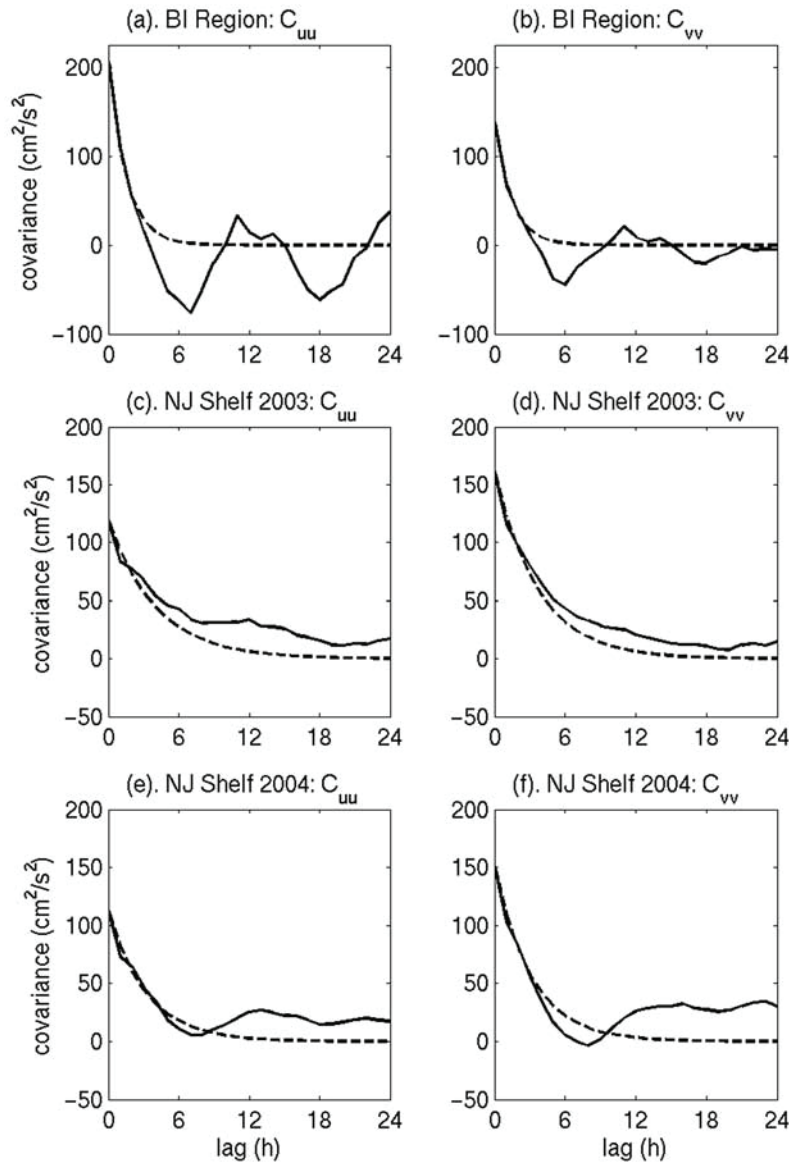 (a). BI Region: C_uu
(b). BI Region: C_vv
covariance (cm²/s²)
200
100
0
−100
0 6 12 18 24
200
100
0
−100
0 6 12 18 24
(c). NJ Shelf 2003: C_uu
(d). NJ Shelf 2003: C_vv
covariance (cm²/s²)
200
150
100
50
0
−50
0 6 12 18 24
200
150
100
50
0
−50
0 6 12 18 24
(e). NJ Shelf 2004: C_uu
(f). NJ Shelf 2004: C_vv
covariance (cm²/s²)
200
150
100
50
0
−50
0 6 12 18 24
lag (h)
200
150
100
50
0
−50
0 6 12 18 24
lag (h)